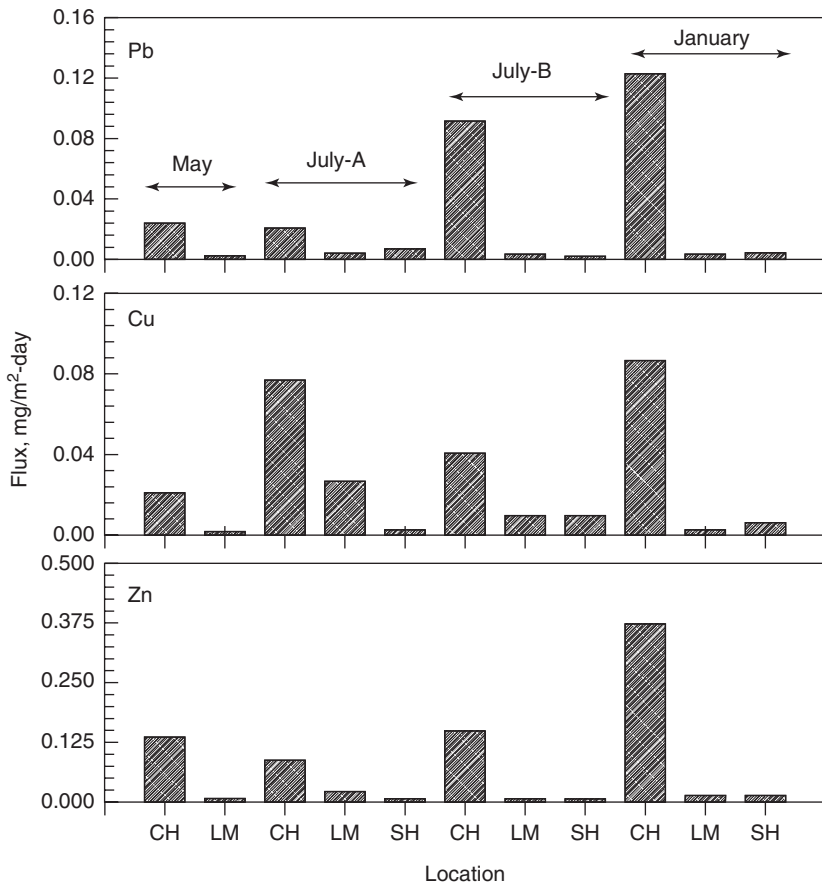 0.16
Pb
January
0.12
July-B
0.08
May
July-A
0.04
0.00
0.12
Cu
0.08
0.04
0.00
0.500
Zn
0.375
0.250
0.125
0.000
Flux, mg/m²-day
CH LM CH LM SH CH LM SH CH LM SH
Location